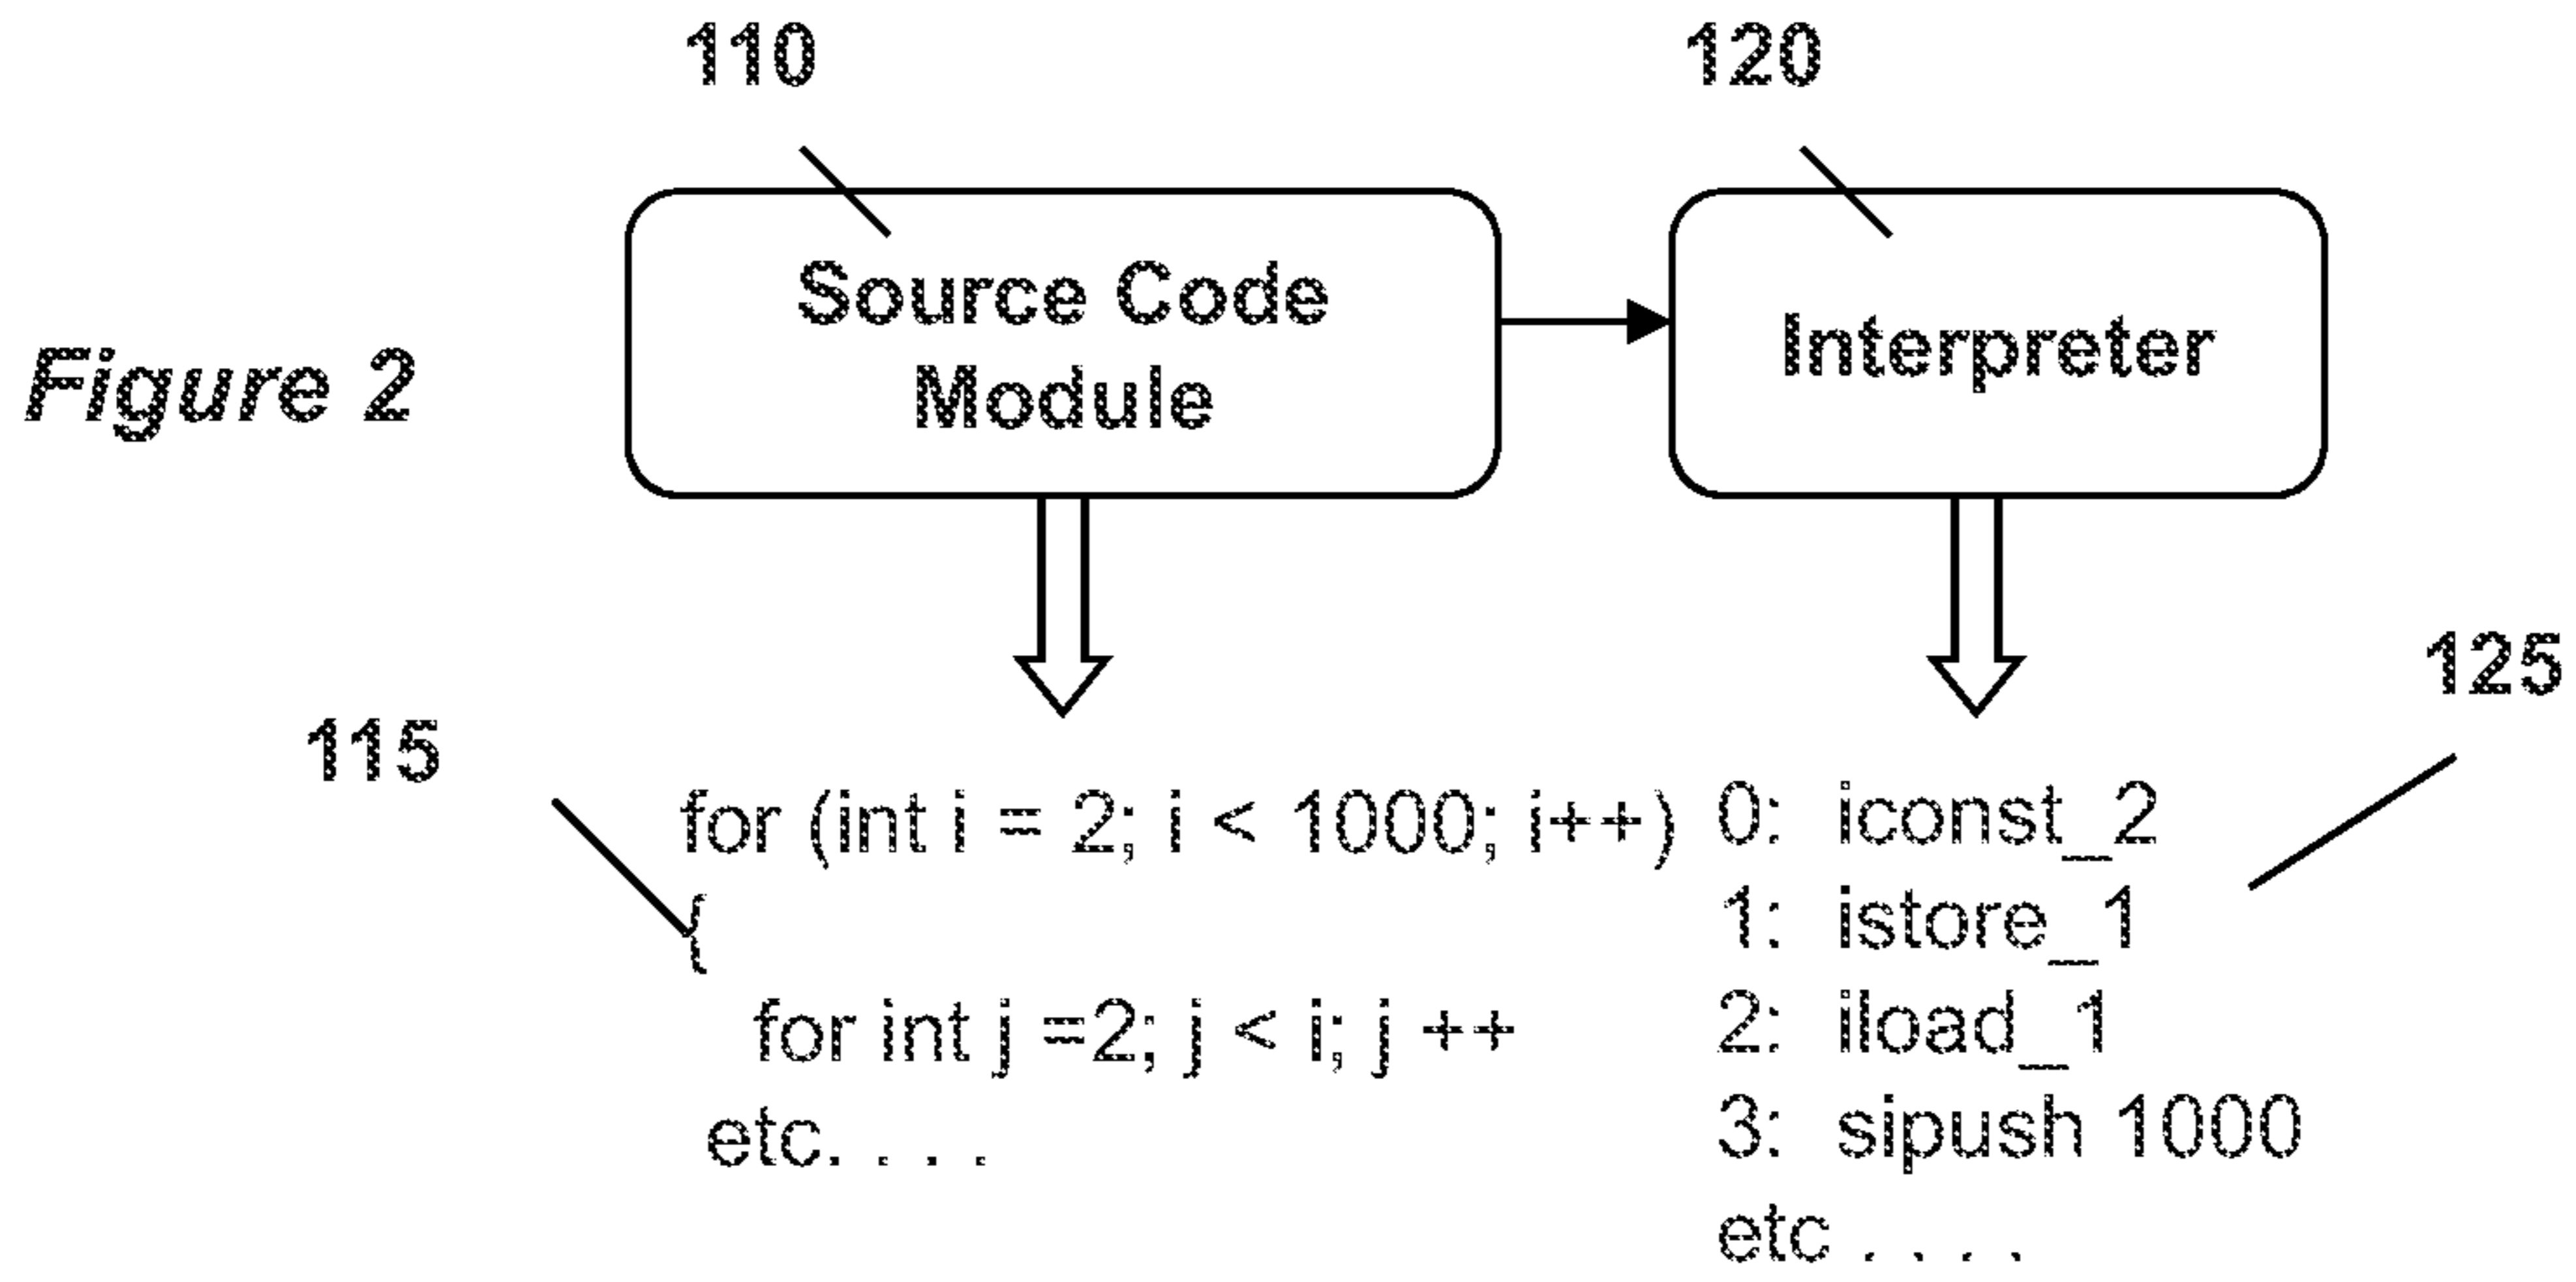 110
120
Source Code
Module
Interpreter
Figure 2
125
115
for (int i = 2; i < 1000; i++)
{
for int j =2; j < i; j ++
etc. . . .
0: iconst_2
1: istore_1
2: iload_1
3: sipush 1000
etc . . . .